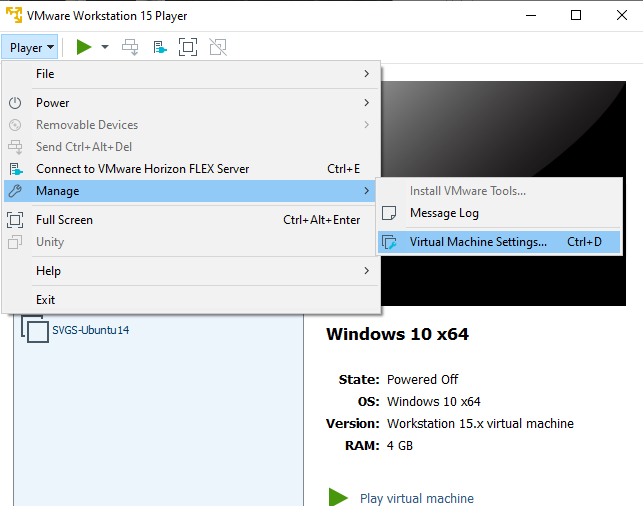 VMware Workstation 15 Player
Player
File
Power
Removable Devices
Send Ctrl+Alt+Del
Connect to VMware Horizon FLEX Server Ctrl+E
Manage
Install VMware Tools...
Message Log
Full Screen Ctrl+Alt+Enter
Unity
Virtual Machine Settings... Ctrl+D
Help
Exit
SVGS-Ubuntu14
Windows 10 x64
State: Powered Off
OS: Windows 10 x64
Version: Workstation 15.x virtual machine
RAM: 4 GB
Play virtual machine